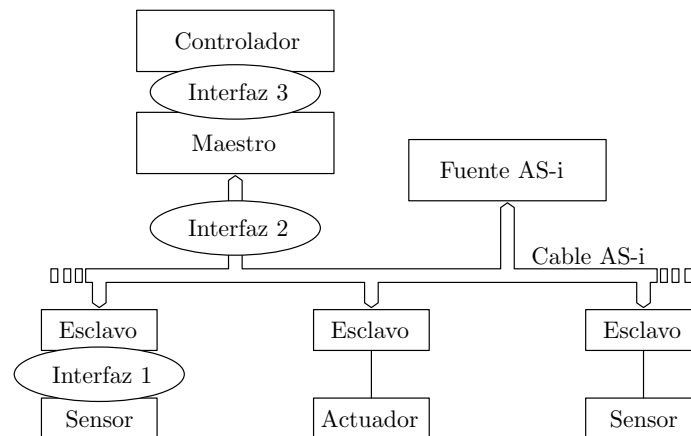 Controlador
Interfaz 3
Maestro
Fuente AS-i
Interfaz 2
Cable AS-i
Esclavo
Esclavo
Esclavo
Interfaz 1
Sensor
Actuador
Sensor